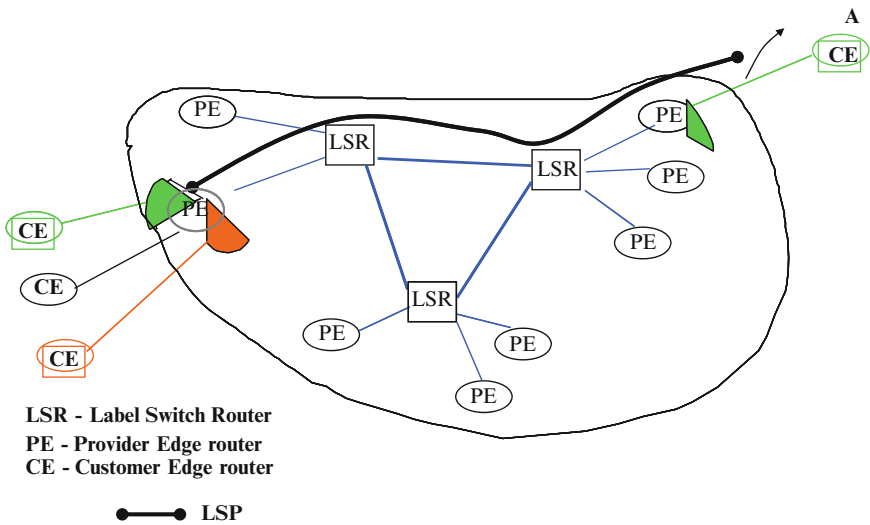 A
CE
PE
PE
LSR
LSR
PE
PE
CE
PE
CE
LSR
PE
PE
CE
PE
LSR - Label Switch Router
PE - Provider Edge router
CE - Customer Edge router
LSP